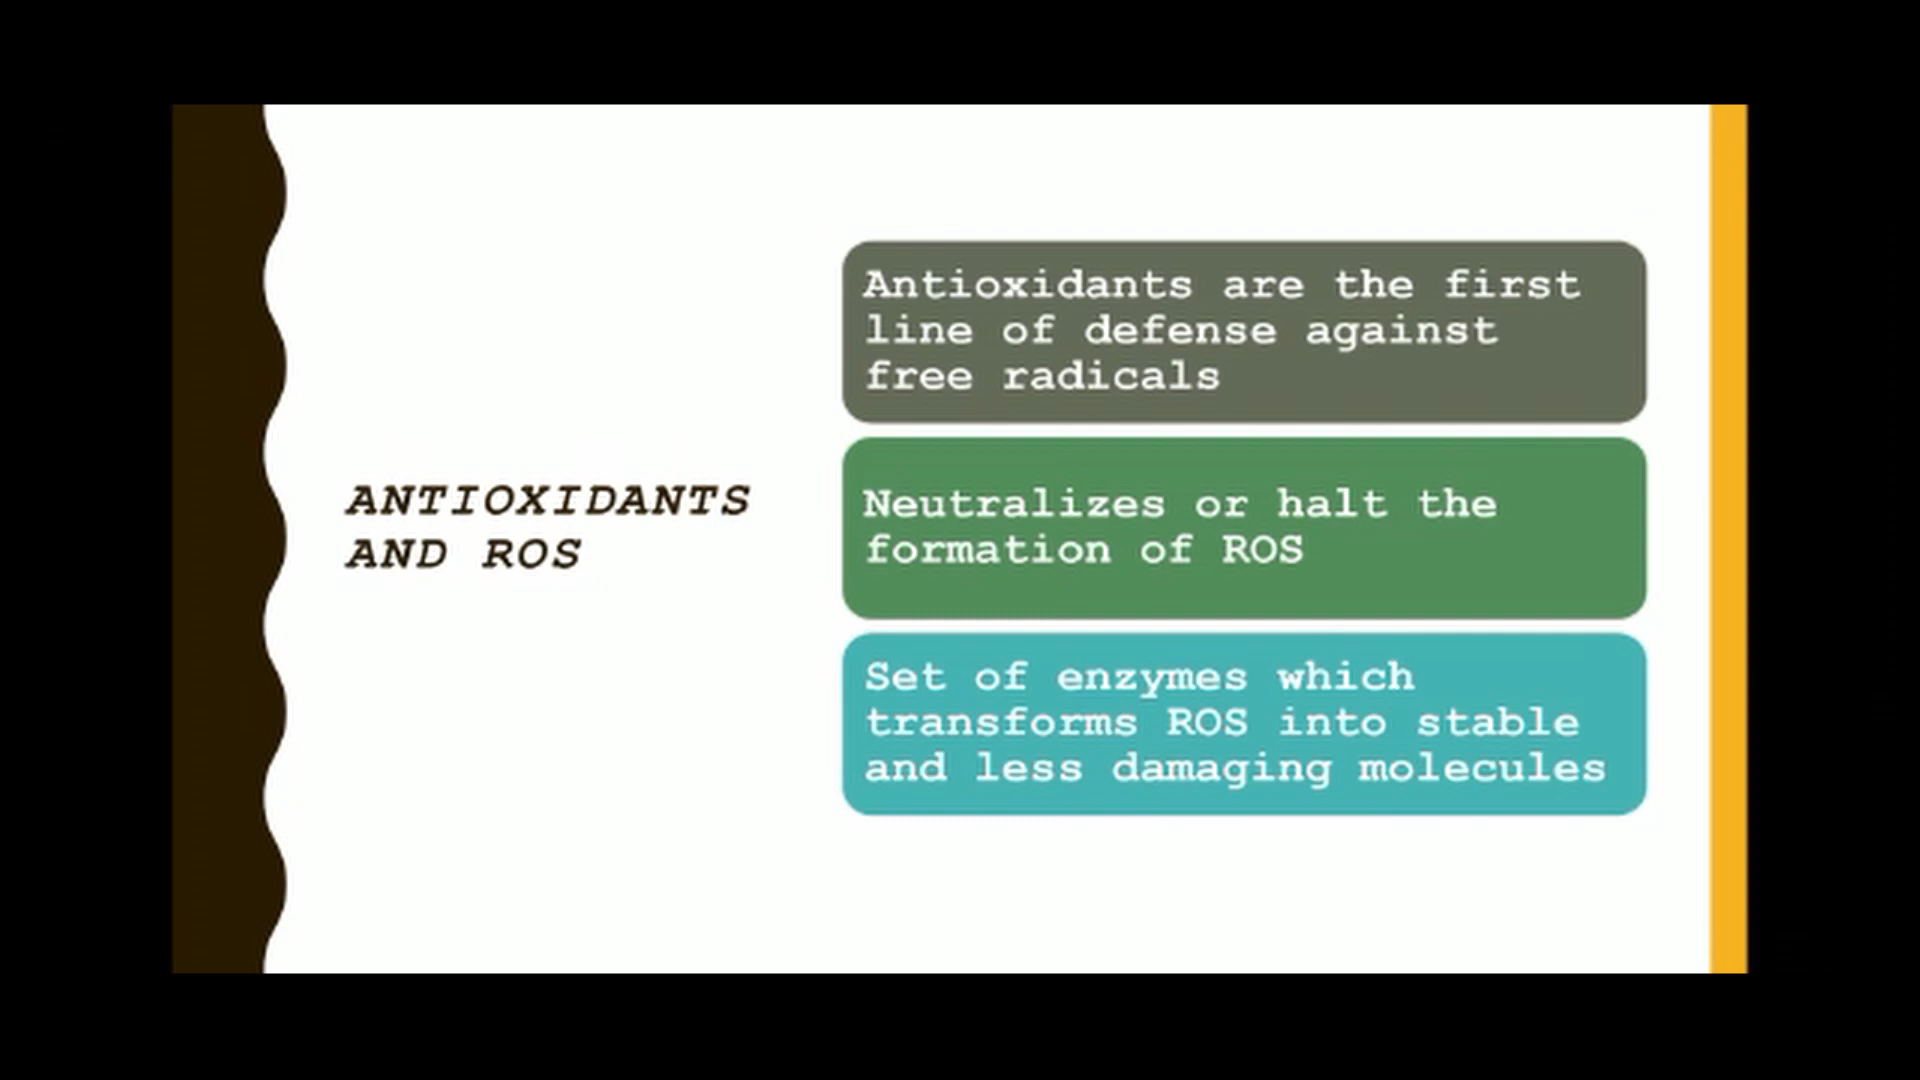 ANTIOXIDANTS
AND ROS
Antioxidants are the first
line of defense against
free radicals
Neutralizes or halt the
formation of ROS
Set of enzymes which
transforms ROS into stable
and less damaging molecules